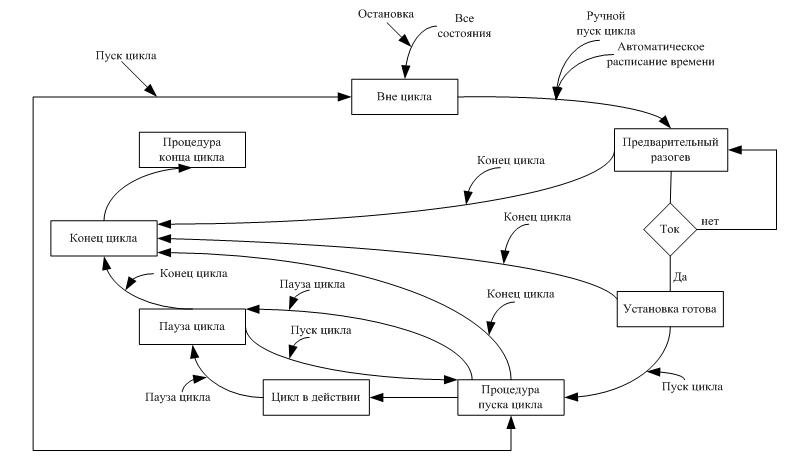 Остановка
Все
состояния
Ручной
пуск цикла
Автоматическое
расписание времени
Пуск цикла
Вне цикла
Процедура
конца цикла
Предварительный
разогев
Конец цикла
Конец цикла
Ток
нет
Конец цикла
Да
Конец цикла
Пауза цикла
Конец цикла
Установка готова
Пауза цикла
Пуск цикла
Пауза цикла
Цикл в действии
Процедура
пуска цикла
Пуск цикла